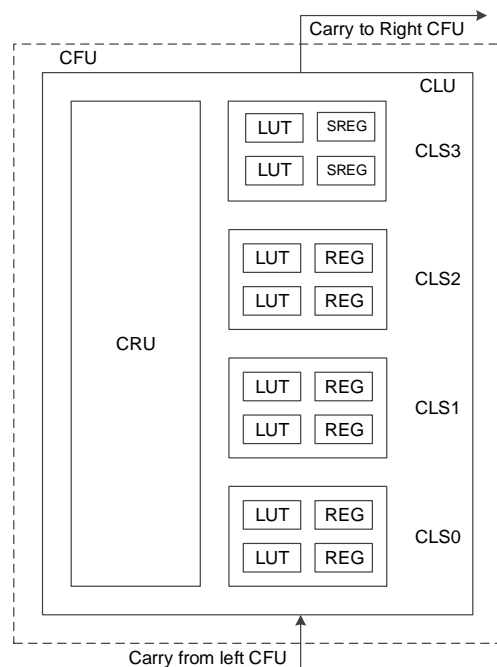 Carry to Right CFU
CFU
CLU
LUT SREG
LUT SREG
CLS3
LUT REG
LUT REG
CLS2
CRU
LUT REG
LUT REG
CLS1
LUT REG
LUT REG
CLS0
Carry from left CFU